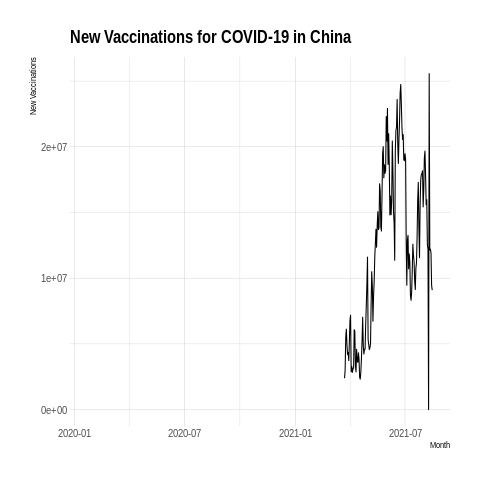 New Vaccinations for COVID-19 in China
New Vaccinations
2e+07
1e+07
0e+00
2020-01 2020-07 2021-01 2021-07
Month